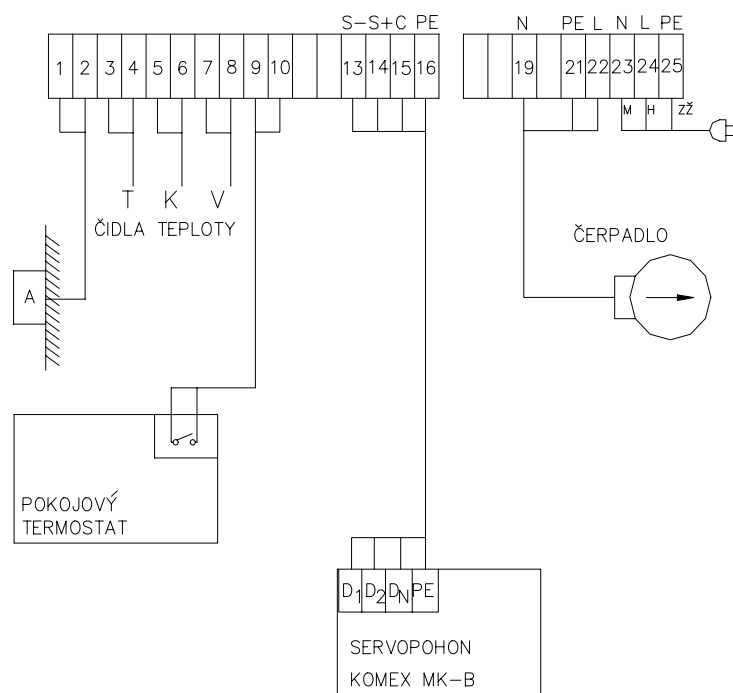 S− S+ C PE N PE L N L PE
1 2 3 4 5 6 7 8 9 10 13 14 15 16 19 21 22 23 24 25
M H ZŽ
T K V
ČIDLA TEPLOTY
ČERPADLO
A
POKOJOVÝ
TERMOSTAT
D1 D2 DN PE
SERVOPOHON
KOMEX MK−B